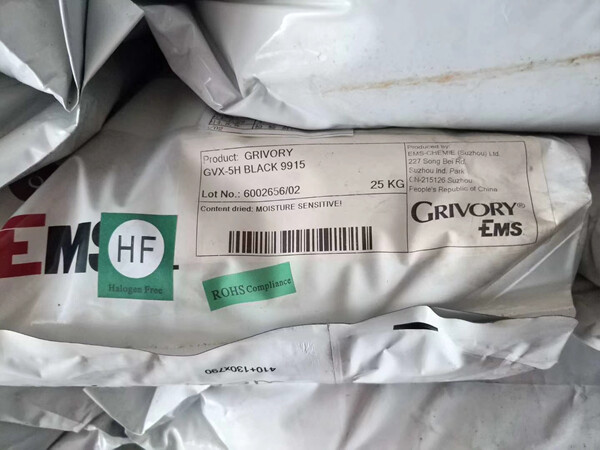 Product: GRIVORY
GVX-5H BLACK 9915
Lot No.: 6002656/02
25 KG
Content dried; MOISTURE SENSITIVE!
Produced by
EMS-CHEMIE (Suzhou) Ltd.
227 Song Bei Rd.
Suzhou Ind. Park
CN-215126 Suzhou
People's Republic of China
GRIVORY®
EMS
EMS
HF
Halogen Free
ROHS Compliance
410+130x790